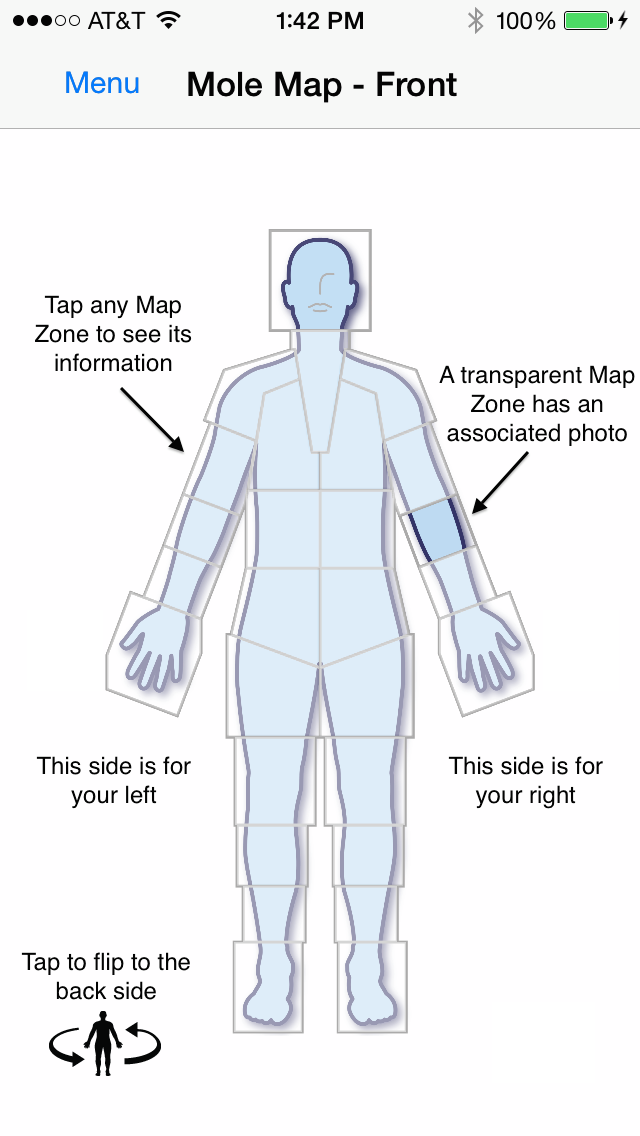 AT&T 1:42 PM 100%
Menu Mole Map - Front
Tap any Map
Zone to see its
information
A transparent Map
Zone has an
associated photo
This side is for
your left
This side is for
your right
Tap to flip to the
back side